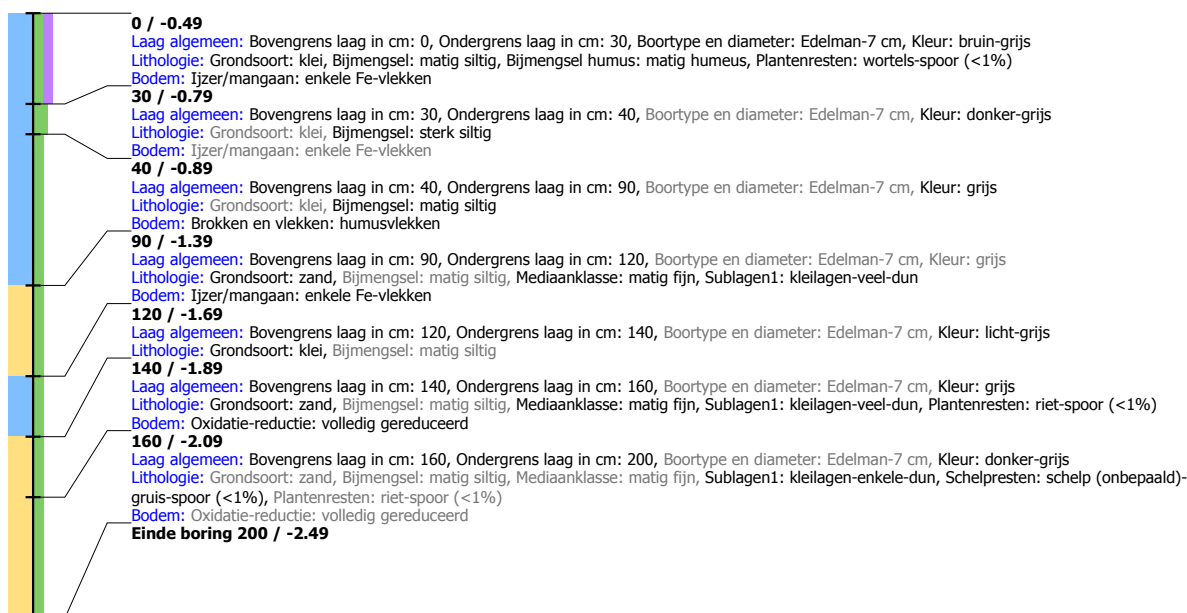 0 / -0.49
Laag algemeen: Bovengrens laag in cm: 0, Ondergrens laag in cm: 30, Boortype en diameter: Edelman-7 cm, Kleur: bruin-grijs
Lithologie: Grondsoort: klei, Bijmengsel: matig siltig, Bijmengsel humus: matig humeus, Plantenresten: wortels-spoor (<1%)
Bodem: Ijzer/mangaan: enkele Fe-vlekken
30 / -0.79
Laag algemeen: Bovengrens laag in cm: 30, Ondergrens laag in cm: 40, Boortype en diameter: Edelman-7 cm, Kleur: donker-grijs
Lithologie: Grondsoort: klei, Bijmengsel: sterk siltig
Bodem: Ijzer/mangaan: enkele Fe-vlekken
40 / -0.89
Laag algemeen: Bovengrens laag in cm: 40, Ondergrens laag in cm: 90, Boortype en diameter: Edelman-7 cm, Kleur: grijs
Lithologie: Grondsoort: klei, Bijmengsel: matig siltig
Bodem: Brokken en vlekken: humusvlekken
90 / -1.39
Laag algemeen: Bovengrens laag in cm: 90, Ondergrens laag in cm: 120, Boortype en diameter: Edelman-7 cm, Kleur: grijs
Lithologie: Grondsoort: zand, Bijmengsel: matig siltig, Mediaanklasse: matig fijn, Sublagen1: kleilagen-veel-dun
Bodem: Ijzer/mangaan: enkele Fe-vlekken
120 / -1.69
Laag algemeen: Bovengrens laag in cm: 120, Ondergrens laag in cm: 140, Boortype en diameter: Edelman-7 cm, Kleur: licht-grijs
Lithologie: Grondsoort: klei, Bijmengsel: matig siltig
140 / -1.89
Laag algemeen: Bovengrens laag in cm: 140, Ondergrens laag in cm: 160, Boortype en diameter: Edelman-7 cm, Kleur: grijs
Lithologie: Grondsoort: zand, Bijmengsel: matig siltig, Mediaanklasse: matig fijn, Sublagen1: kleilagen-veel-dun, Plantenresten: riet-spoor (<1%)
Bodem: Oxidatie-reductie: volledig gereduceerd
160 / -2.09
Laag algemeen: Bovengrens laag in cm: 160, Ondergrens laag in cm: 200, Boortype en diameter: Edelman-7 cm, Kleur: donker-grijs
Lithologie: Grondsoort: zand, Bijmengsel: matig siltig, Mediaanklasse: matig fijn, Sublagen1: kleilagen-enkele-dun, Schelpresten: schelp (onbepaald)-
gruis-spoor (<1%), Plantenresten: riet-spoor (<1%)
Bodem: Oxidatie-reductie: volledig gereduceerd
Einde boring 200 / -2.49